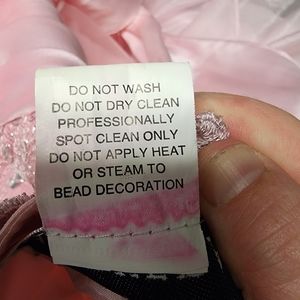 DO NOT WASH
DO NOT DRY CLEAN
PROFESSIONALLY
SPOT CLEAN ONLY
DO NOT APPLY HEAT
OR STEAM TO
BEAD DECORATION